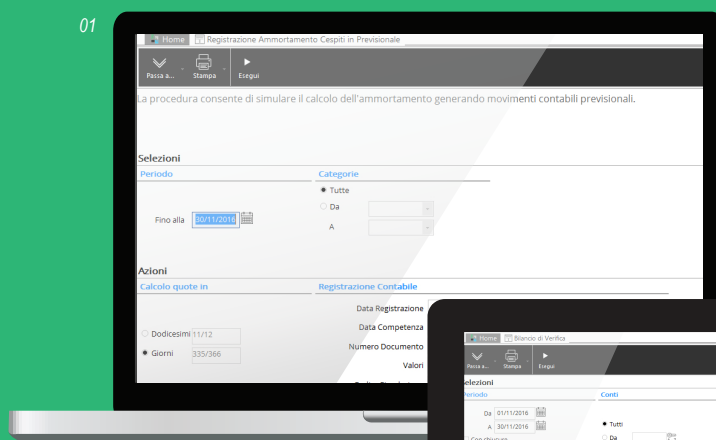 01
Home Registrazione Ammortamento Cespiti in Previsionale
Passa a... Stampa Esegui
La procedura consente di simulare il calcolo dell'ammortamento generando movimenti contabili previsionali.
Selezioni
Periodo Categorie
Tutte
Da
Fino alla 30/11/2016
A
Azioni
Calcolo quote in Registrazione Contabile
Data Registrazione
Data Competenza
Dodicesimi 11/12
Numero Documento
Giorni 335/366
Valori
Home Bilancio di Verifica
Passa a... Stampa Esegui
Selezioni
Periodo Conti
Da 01/11/2016
A 30/11/2016
Tutti
Da